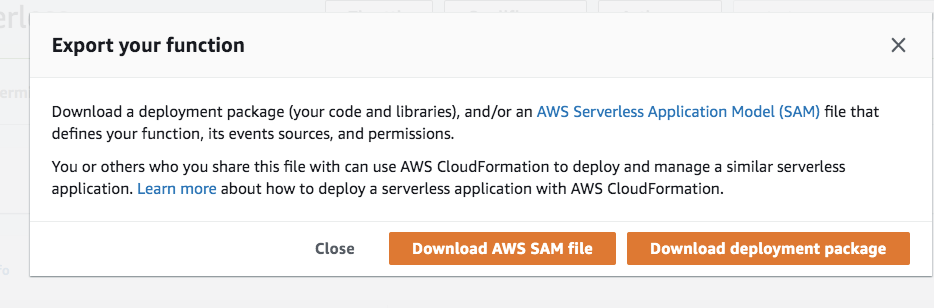 Export your function
Download a deployment package (your code and libraries), and/or an AWS Serverless Application Model (SAM) file that
defines your function, its events sources, and permissions.
You or others who you share this file with can use AWS CloudFormation to deploy and manage a similar serverless
application. Learn more about how to deploy a serverless application with AWS CloudFormation.
Close Download AWS SAM file Download deployment package